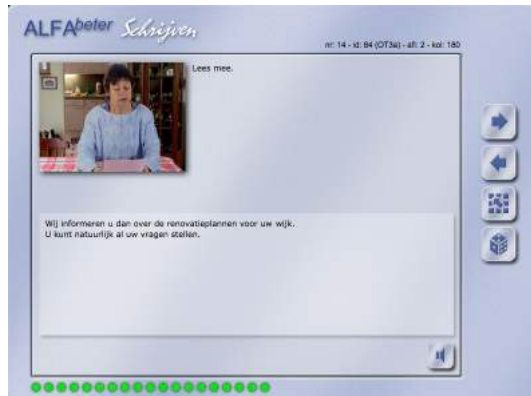 ALFAbeter Schrijven
nr: 14 - id: 84 (OT3a) - afl: 2 - kol: 180
Lees mee.
Wij informeren u dan over de renovatieplannen voor uw wijk.
U kunt natuurlijk al uw vragen stellen.